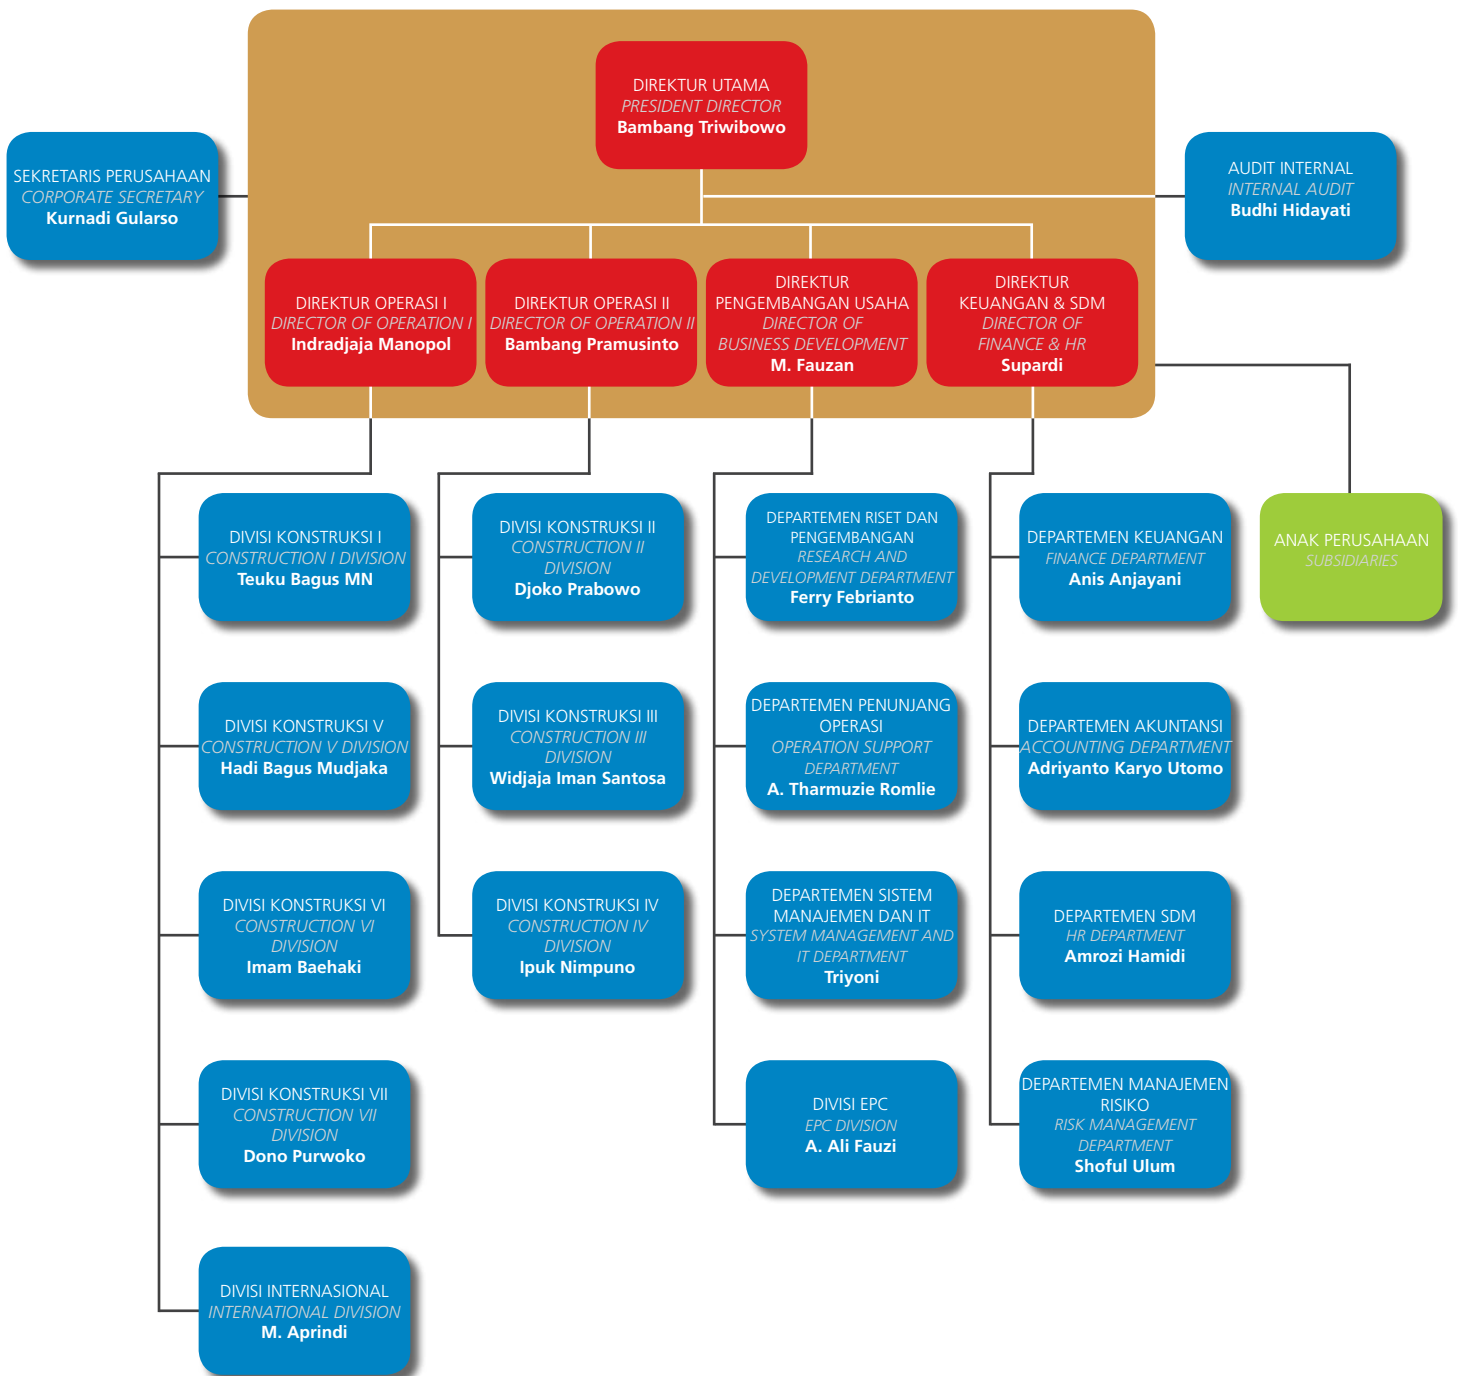 DIREKTUR UTAMA
PRESIDENT DIRECTOR
Bambang Triwibowo
SEKRETARIS PERUSAHAAN
CORPORATE SECRETARY
Kurnadi Gularso
AUDIT INTERNAL
INTERNAL AUDIT
Budhi Hidayati
DIREKTUR OPERASI I
DIRECTOR OF OPERATION I
Indradjaja Manopol
DIREKTUR OPERASI II
DIRECTOR OF OPERATION II
Bambang Pramusinto
DIREKTUR
PENGEMBANGAN USAHA
DIRECTOR OF
BUSINESS DEVELOPMENT
M. Fauzan
DIREKTUR
KEUANGAN & SDM
DIRECTOR OF
FINANCE & HR
Supardi
DIVISI KONSTRUKSI I
CONSTRUCTION I DIVISION
Teuku Bagus MN
DIVISI KONSTRUKSI II
CONSTRUCTION II
DIVISION
Djoko Prabowo
DEPARTEMEN RISET DAN
PENGEMBANGAN
RESEARCH AND
DEVELOPMENT DEPARTMENT
Ferry Febrianto
DEPARTEMEN KEUANGAN
FINANCE DEPARTMENT
Anis Anjayani
ANAK PERUSAHAAN
SUBSIDIARIES
DIVISI KONSTRUKSI V
CONSTRUCTION V DIVISION
Hadi Bagus Mudjaka
DIVISI KONSTRUKSI III
CONSTRUCTION III
DIVISION
Widjaja Iman Santosa
DEPARTEMEN PENUNJANG
OPERASI
OPERATION SUPPORT
DEPARTMENT
A. Tharmuzie Romlie
DEPARTEMEN AKUNTANSI
ACCOUNTING DEPARTMENT
Adriyanto Karyo Utomo
DIVISI KONSTRUKSI VI
CONSTRUCTION VI
DIVISION
Imam Baehaki
DIVISI KONSTRUKSI IV
CONSTRUCTION IV
DIVISION
Ipuk Nimpuno
DEPARTEMEN SISTEM
MANAJEMEN DAN IT
SYSTEM MANAGEMENT AND
IT DEPARTMENT
Triyoni
DEPARTEMEN SDM
HR DEPARTMENT
Amrozi Hamidi
DIVISI KONSTRUKSI VII
CONSTRUCTION VII
DIVISION
Dono Purwoko
DIVISI EPC
EPC DIVISION
A. Ali Fauzi
DEPARTEMEN MANAJEMEN
RISIKO
RISK MANAGEMENT
DEPARTMENT
Shoful Ulum
DIVISI INTERNASIONAL
INTERNATIONAL DIVISION
M. Aprindi